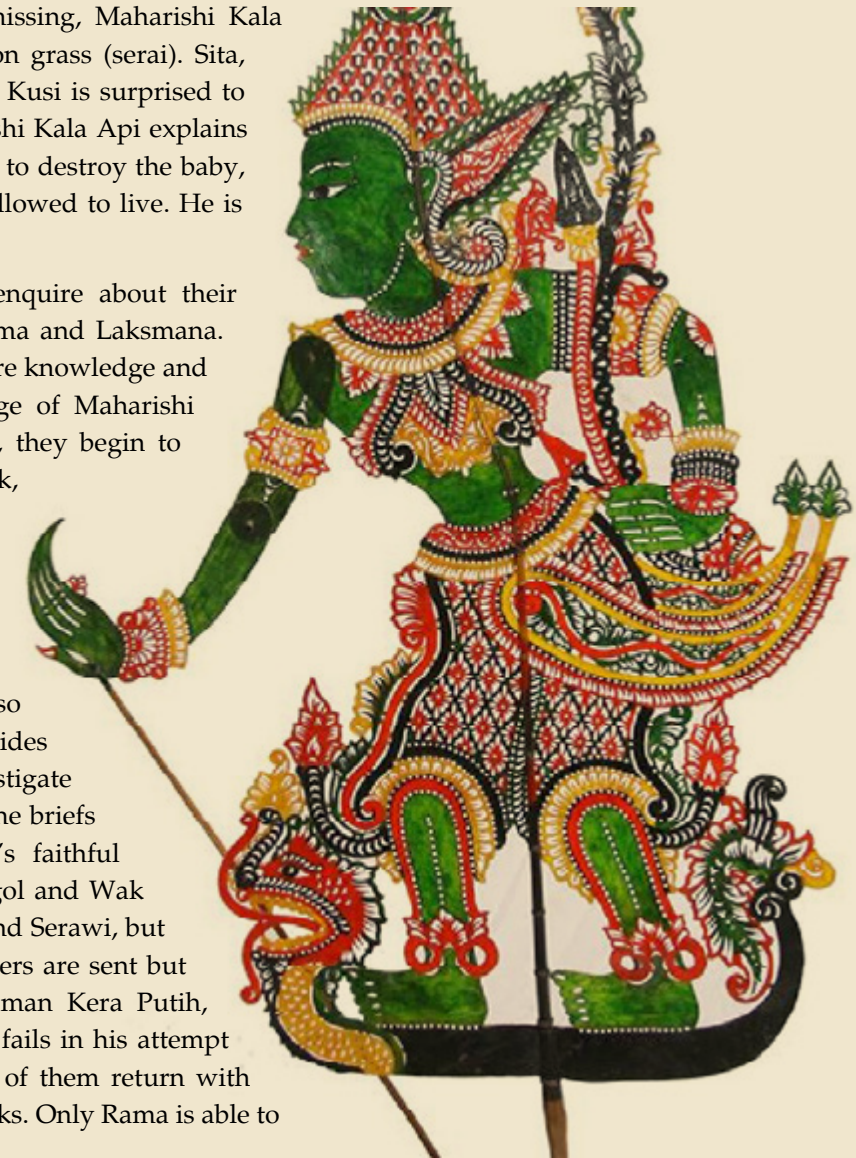 nissing, Maharishi Kala
on grass (serai). Sita,
Kusi is surprised to
shi Kala Api explains
to destroy the baby,
llowed to live. He is
enquire about their
ma and Laksmana.
re knowledge and
ge of Maharishi
, they begin to
k,
so
ides
stigate
ne briefs
's faithful
gol and Wak
nd Serawi, but
ers are sent but
man Kera Putih,
fails in his attempt
of them return with
ks. Only Rama is able to